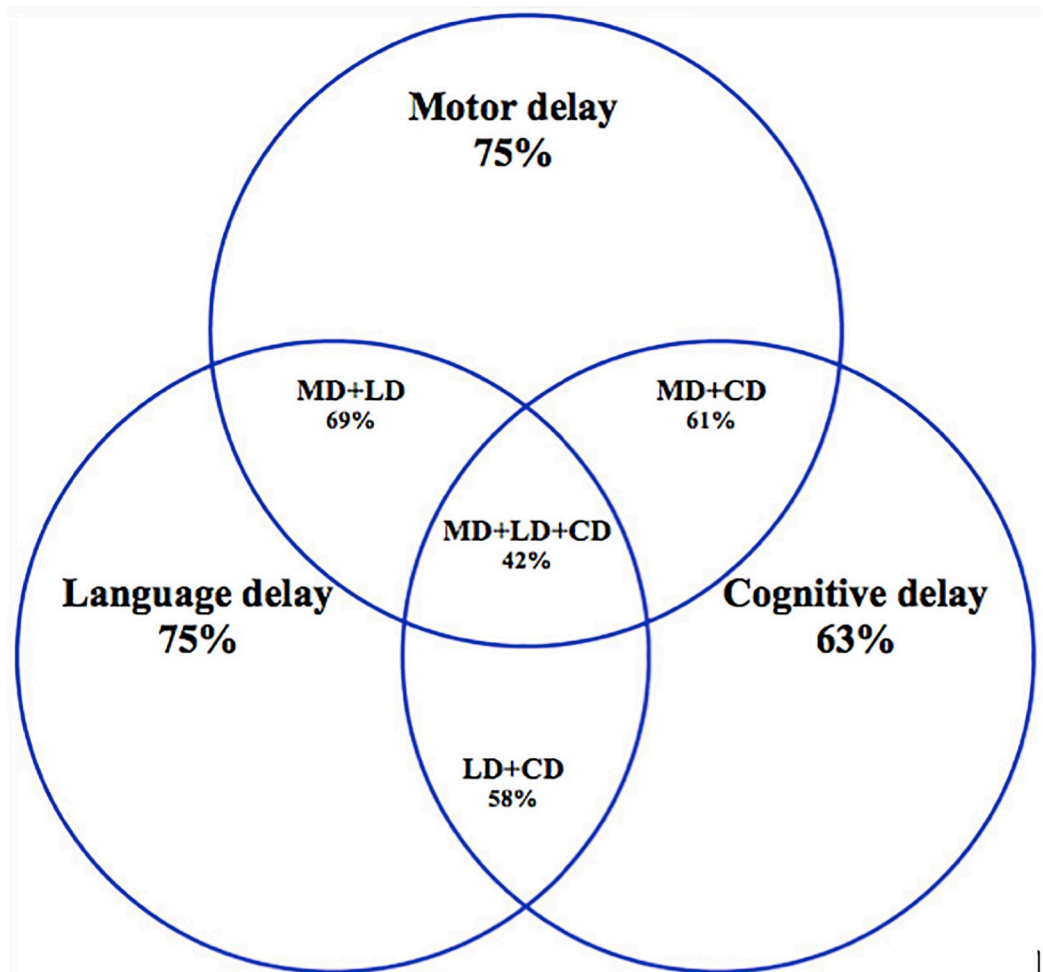 Motor delay
75%
MD+LD
69%
MD+CD
61%
MD+LD+CD
42%
Language delay
75%
Cognitive delay
63%
LD+CD
58%